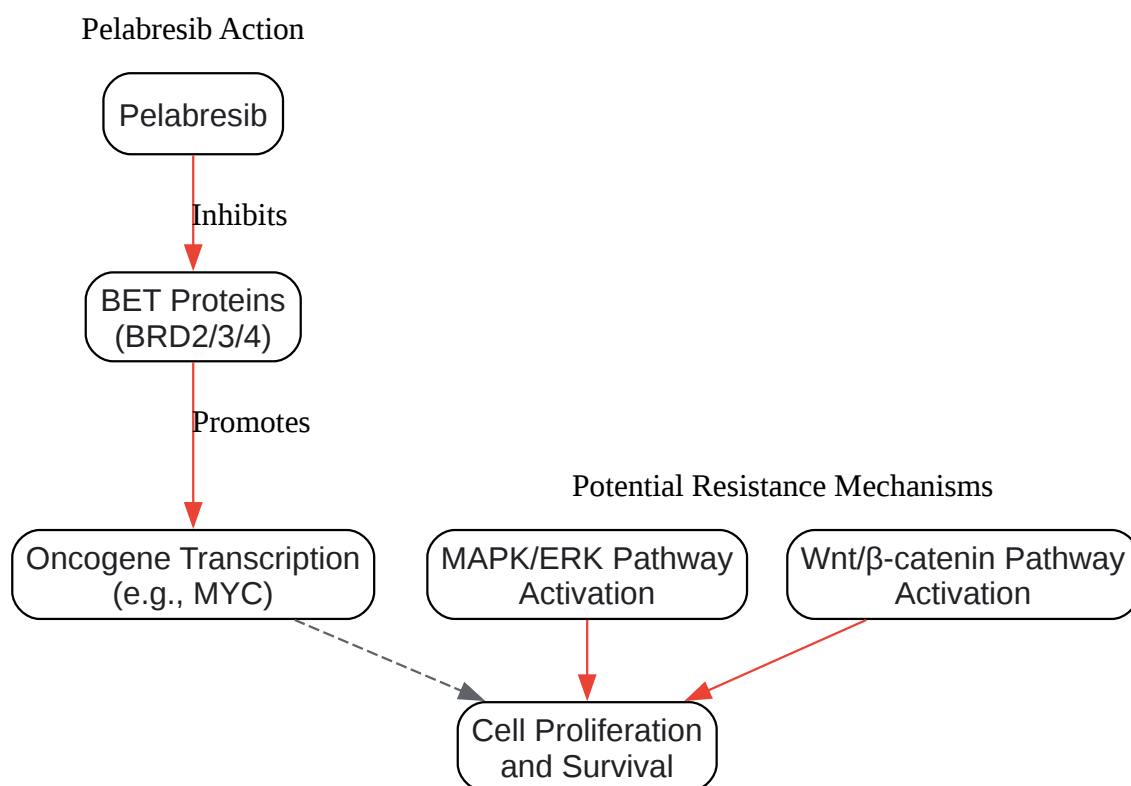 Pelabresib Action
Pelabresib
Inhibits
BET Proteins
(BRD2/3/4)
Promotes
Potential Resistance Mechanisms
Oncogene Transcription
(e.g., MYC)
MAPK/ERK Pathway
Activation
Wnt/β-catenin Pathway
Activation
Cell Proliferation
and Survival